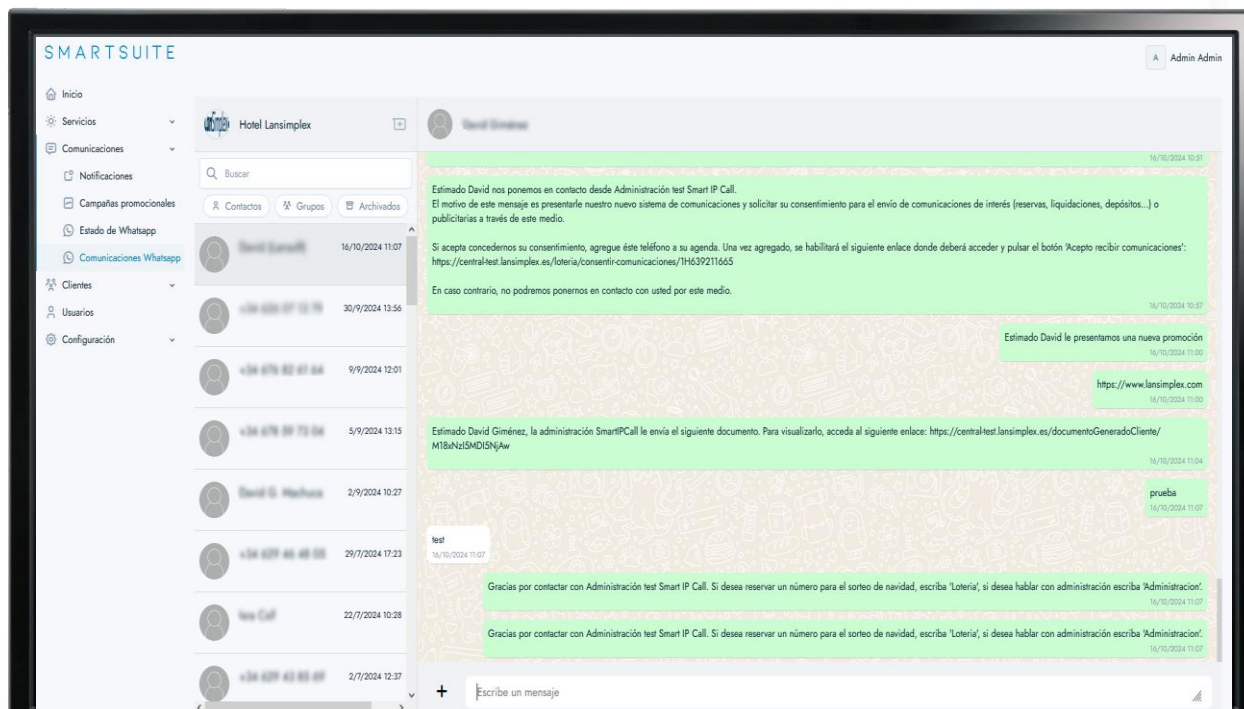 SMARTSUITE
A Admin Admin
Inicio
Servicios
Comunicaciones
Notificaciones
Campañas promocionales
Estado de Whatsapp
Comunicaciones Whatsapp
Clientes
Usuarios
Configuración
Hotel Lansimplex
Buscar
Contactos Grupos Archivados
16/10/2024 11:07
30/9/2024 13:56
9/9/2024 12:01
5/9/2024 13:15
2/9/2024 10:27
29/7/2024 17:23
22/7/2024 10:28
2/7/2024 12:37
16/10/2024 10:51
Estimado David nos ponemos en contacto desde Administración test Smart IP Call.
El motivo de este mensaje es presentarle nuestro nuevo sistema de comunicaciones y solicitar su consentimiento para el envío de comunicaciones de interés (reservas, liquidaciones, depósitos...) o
publicitarias a través de este medio.
Si acepta concedernos su consentimiento, agregue éste teléfono a su agenda. Una vez agregado, se habilitará el siguiente enlace donde deberá acceder y pulsar el botón 'Acepto recibir comunicaciones':
https://central-test.lansimplex.es/loteria/consentir-comunicaciones/1H639211665
En caso contrario, no podremos ponernos en contacto con usted por este medio.
16/10/2024 10:57
Estimado David le presentamos una nueva promoción
16/10/2024 11:00
https://www.lansimplex.com
16/10/2024 11:00
Estimado David Giménez, la administración SmartIPCall le envía el siguiente documento. Para visualizarlo, acceda al siguiente enlace: https://central-test.lansimplex.es/documentoGeneradoCliente/
M18xNzI5MDI5NjAw
16/10/2024 11:04
prueba
16/10/2024 11:07
test
16/10/2024 11:07
Gracias por contactar con Administración test Smart IP Call. Si desea reservar un número para el sorteo de navidad, escriba 'Loteria', si desea hablar con administración escriba 'Administracion'.
16/10/2024 11:07
Gracias por contactar con Administración test Smart IP Call. Si desea reservar un número para el sorteo de navidad, escriba 'Loteria', si desea hablar con administración escriba 'Administracion'.
16/10/2024 11:07
Escribe un mensaje